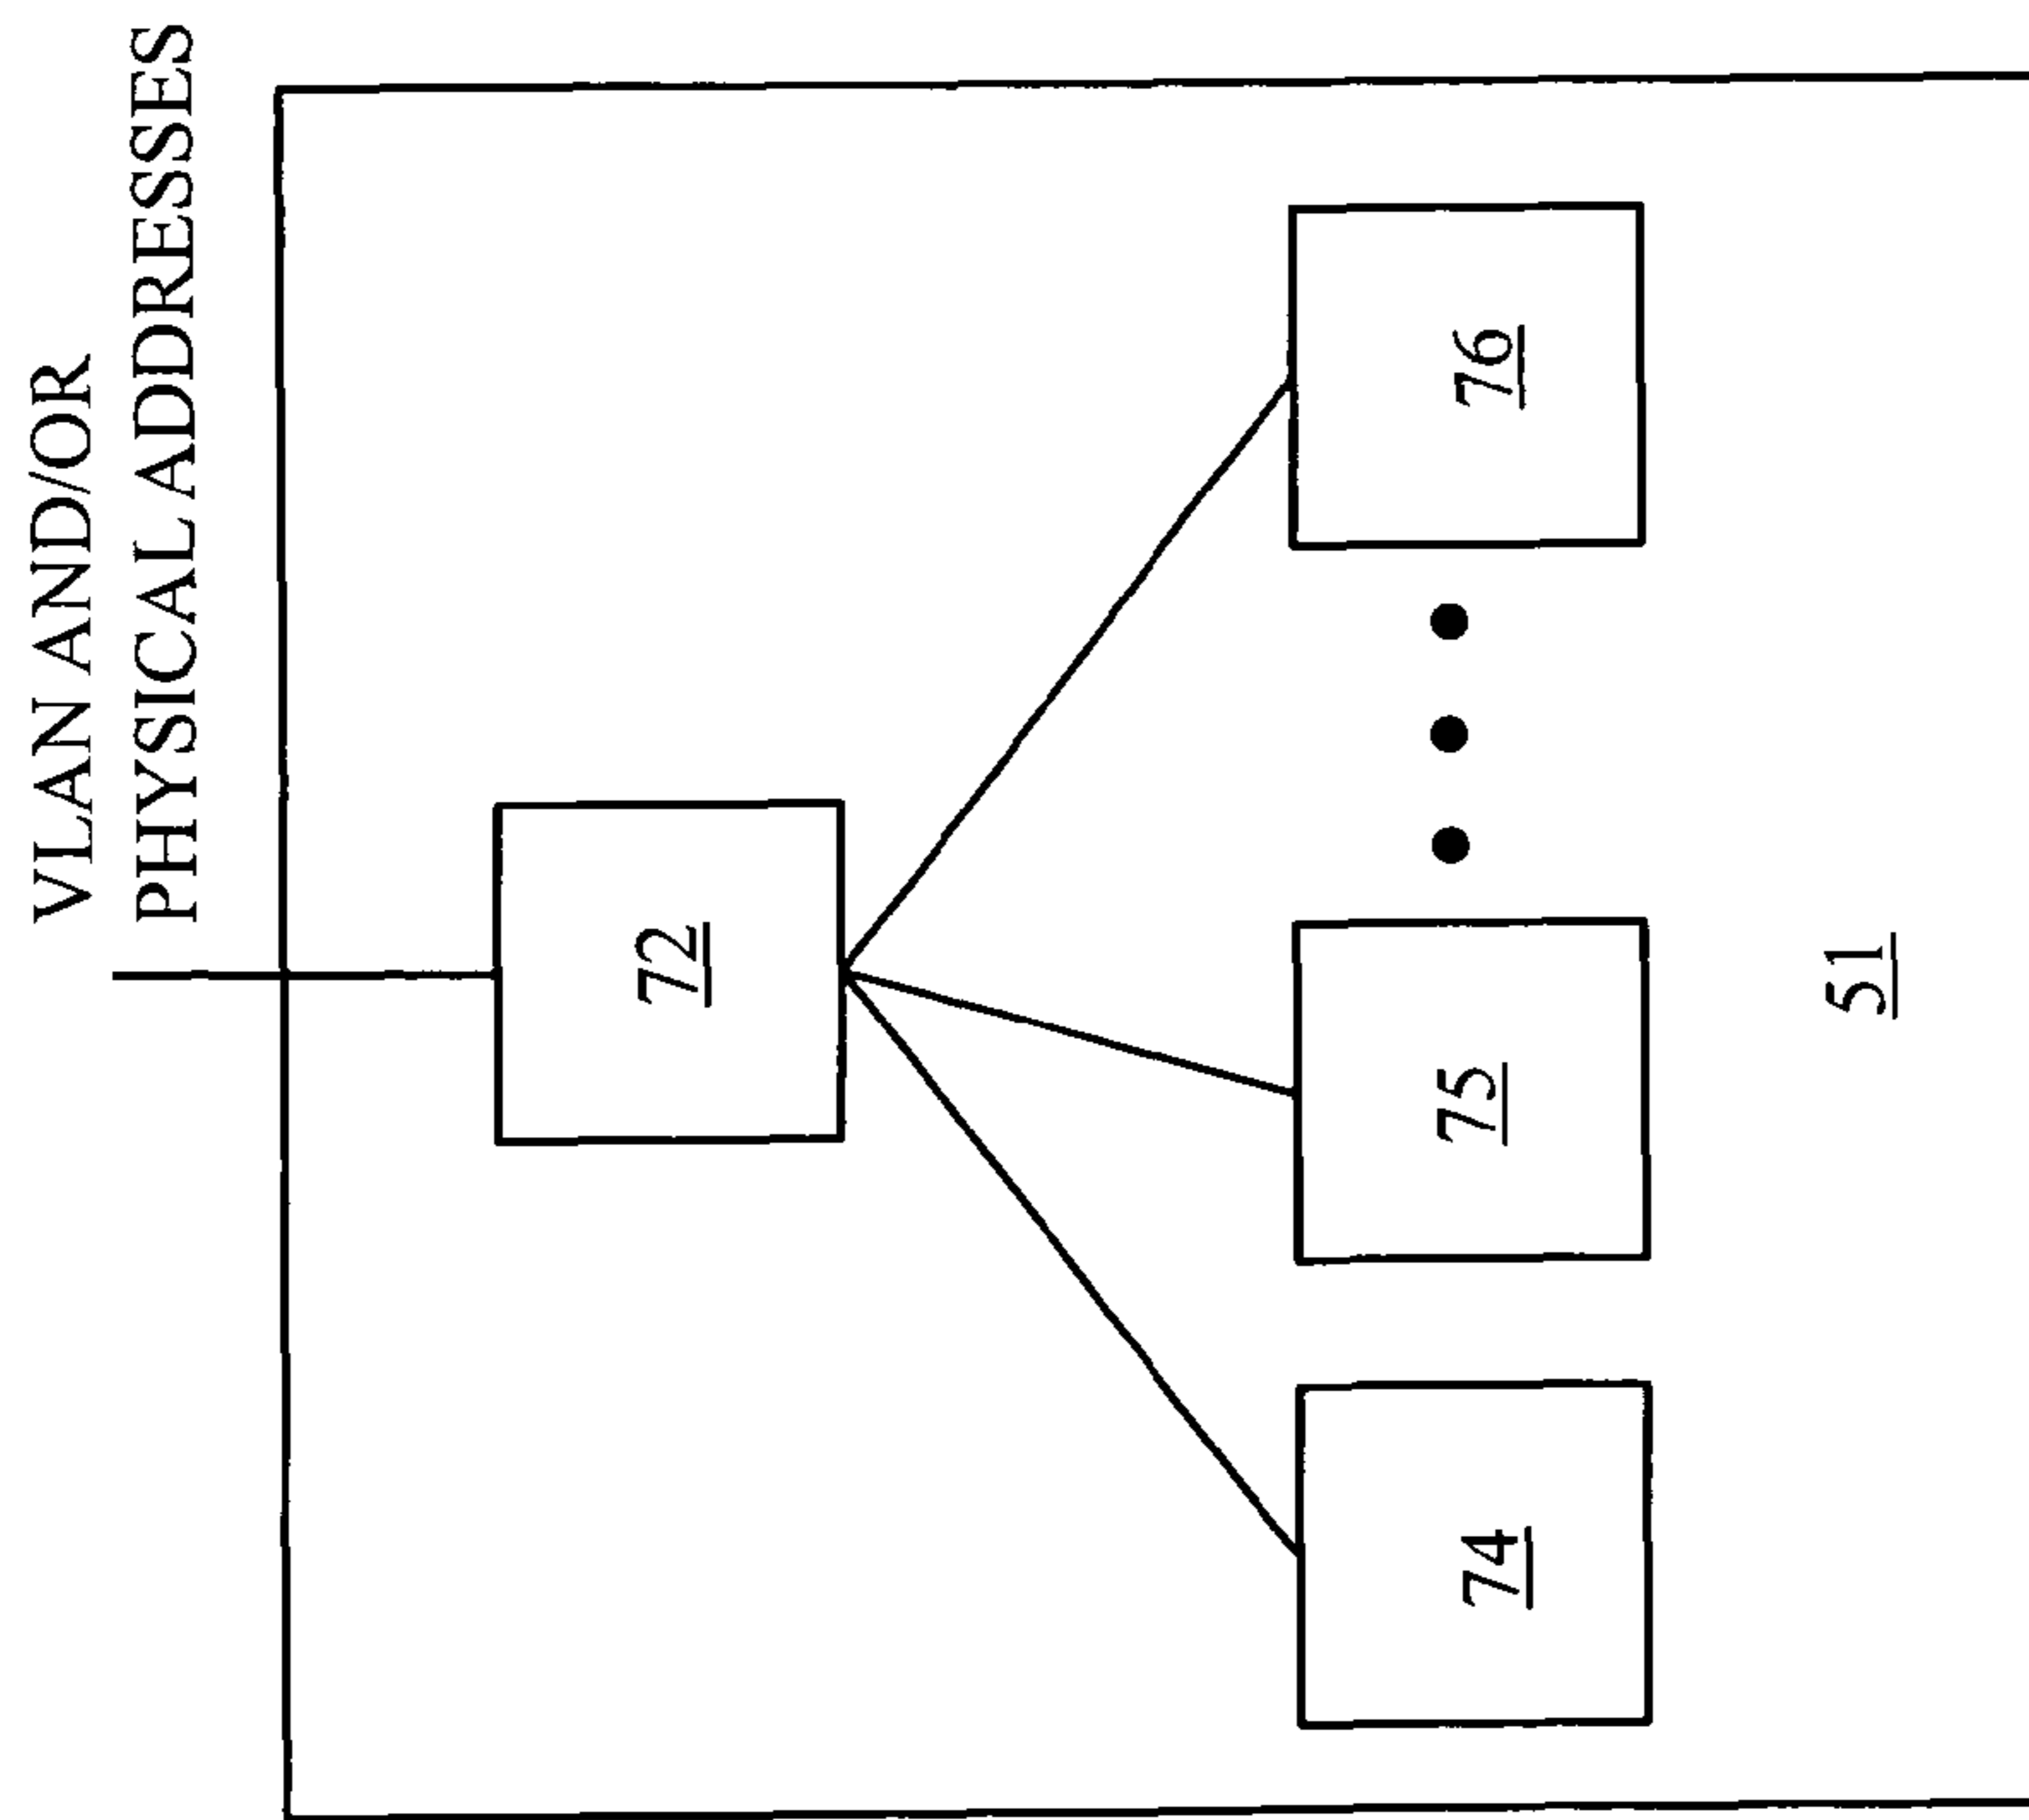 VLAN AND/OR
PHYSICAL ADDRESSES
72
74
75
76
51